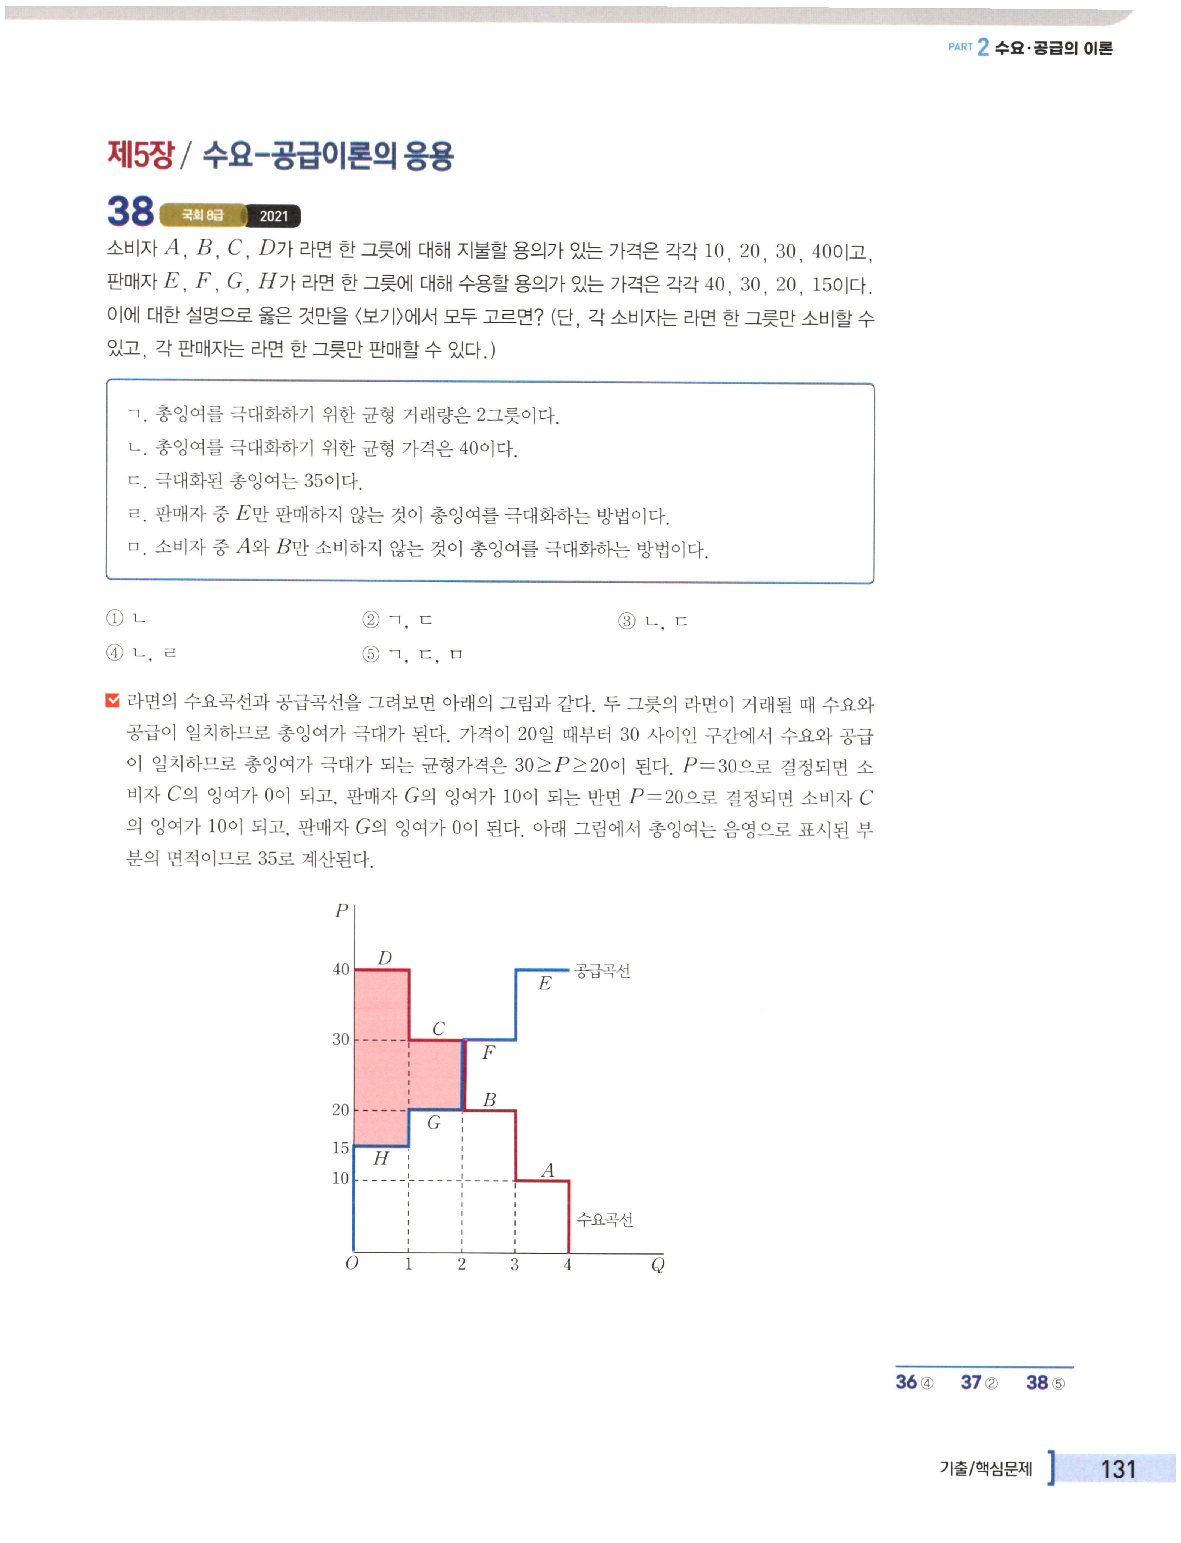 PART 2 수요·공급의 이론
제5장 / 수요-공급이론의 응용
38 국회 8급 2021
소비자 A, B, C, D가 라면 한 그릇에 대해 지불할 용의가 있는 가격은 각각 10, 20, 30, 40이고,
판매자 E, F, G, H가 라면 한 그릇에 대해 수용할 용의가 있는 가격은 각각 40, 30, 20, 15이다.
이에 대한 설명으로 옳은 것만을 〈보기〉에서 모두 고르면? (단, 각 소비자는 라면 한 그릇만 소비할 수
있고, 각 판매자는 라면 한 그릇만 판매할 수 있다.)
ㄱ. 총잉여를 극대화하기 위한 균형 거래량은 2그릇이다.
ㄴ. 총잉여를 극대화하기 위한 균형 가격은 40이다.
ㄷ. 극대화된 총잉여는 35이다.
ㄹ. 판매자 중 E만 판매하지 않는 것이 총잉여를 극대화하는 방법이다.
ㅁ. 소비자 중 A와 B만 소비하지 않는 것이 총잉여를 극대화하는 방법이다.
① ㄴ ② ㄱ, ㄷ ③ ㄴ, ㄷ
④ ㄴ, ㄹ ⑤ ㄱ, ㄷ, ㅁ
라면의 수요곡선과 공급곡선을 그려보면 아래의 그림과 같다. 두 그릇의 라면이 거래될 때 수요와
공급이 일치하므로 총잉여가 극대가 된다. 가격이 20일 때부터 30 사이인 구간에서 수요와 공급
이 일치하므로 총잉여가 극대가 되는 균형가격은 30≥P≥20이 된다. P=30으로 결정되면 소
비자 C의 잉여가 0이 되고, 판매자 G의 잉여가 10이 되는 반면 P=20으로 결정되면 소비자 C
의 잉여가 10이 되고, 판매자 G의 잉여가 0이 된다. 아래 그림에서 총잉여는 음영으로 표시된 부
분의 면적이므로 35로 계산된다.
P
D
40
공급곡선
E
C
30
F
B
20
G
15
H
A
10
수요곡선
O 1 2 3 4 Q
36 ④ 37 ② 38 ⑤
기출/핵심문제 131